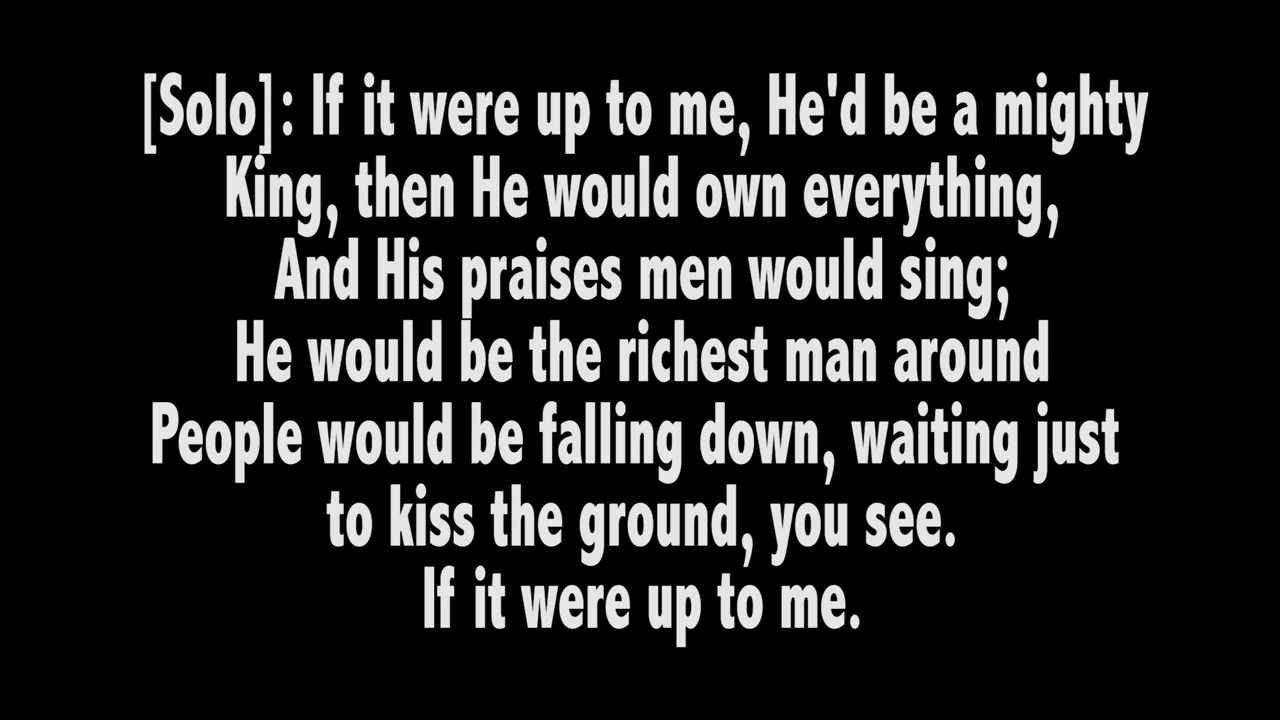 [Solo]: If it were up to me, He'd be a mighty
King, then He would own everything,
And His praises men would sing;
He would be the richest man around
People would be falling down, waiting just
to kiss the ground, you see.
If it were up to me.